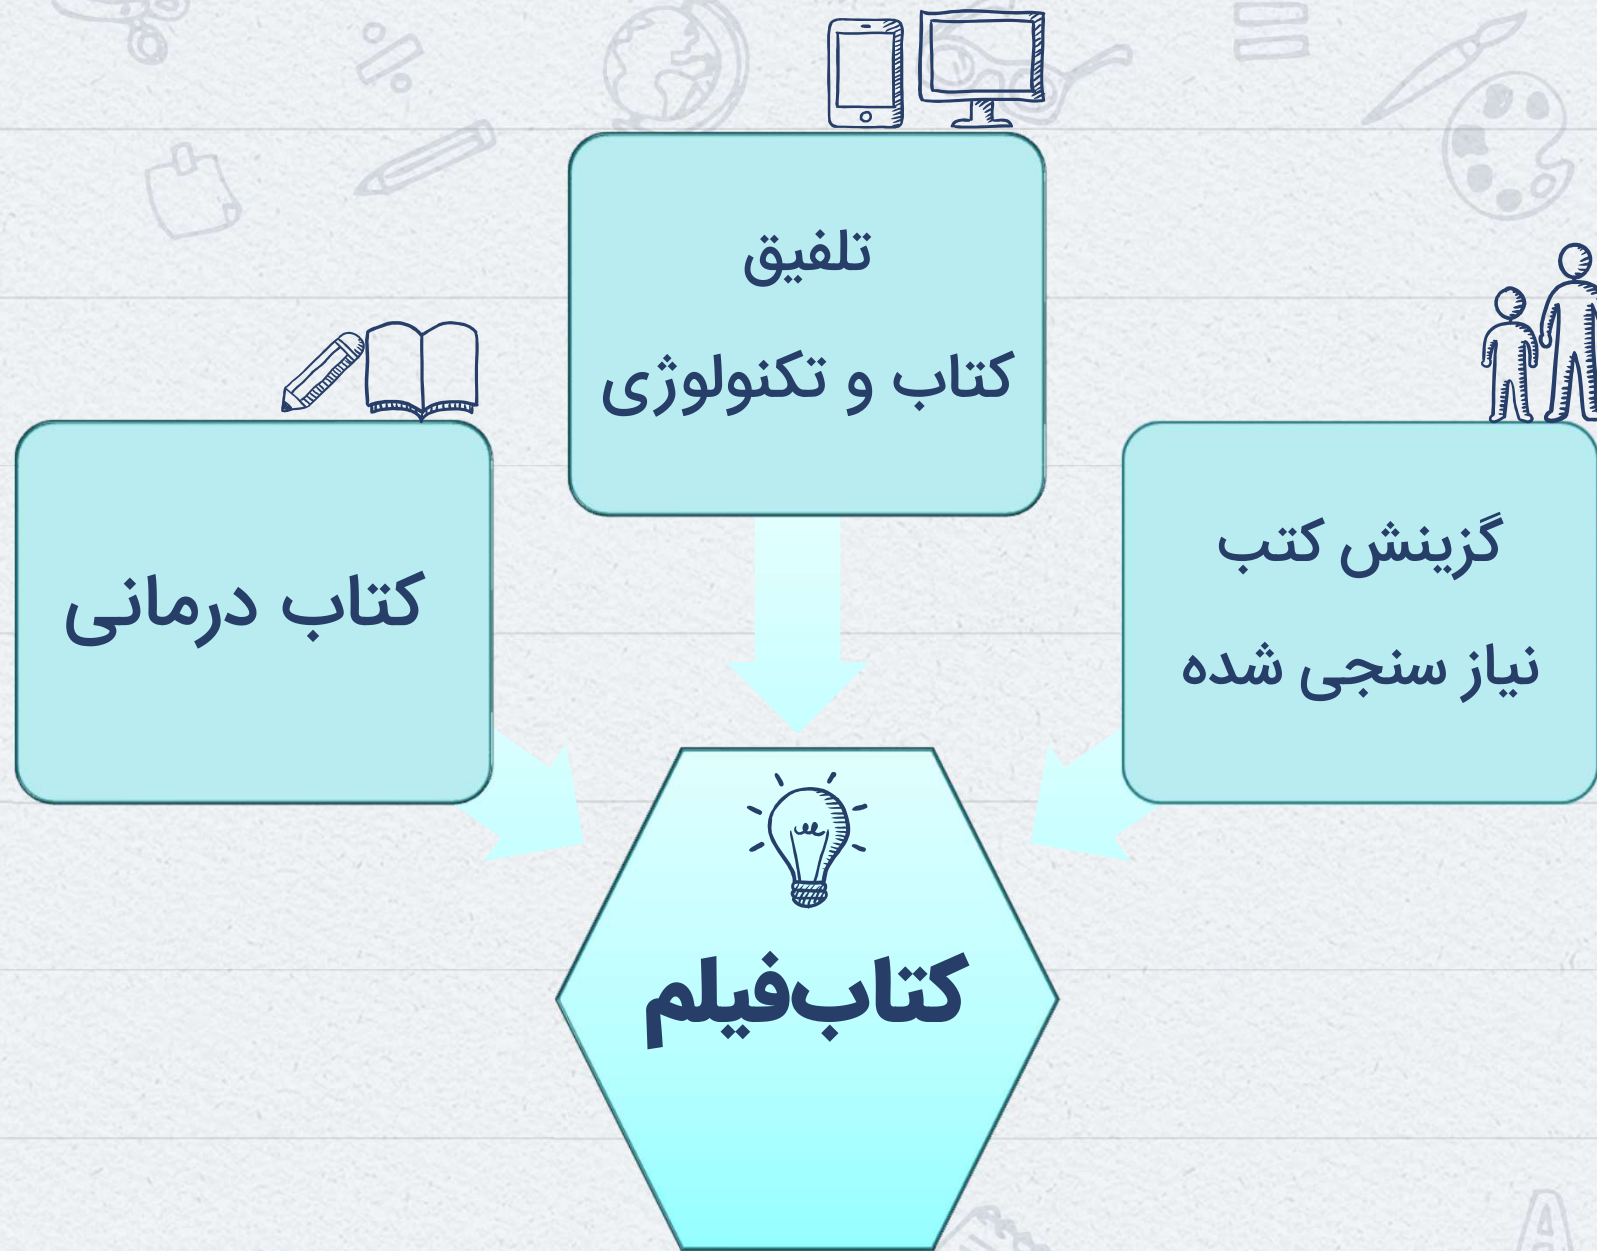 تلفیق
کتاب و تکنولوژی
گزینش کتب
نیاز سنجی شده
کتاب درمانی
کتاب‌فیلم